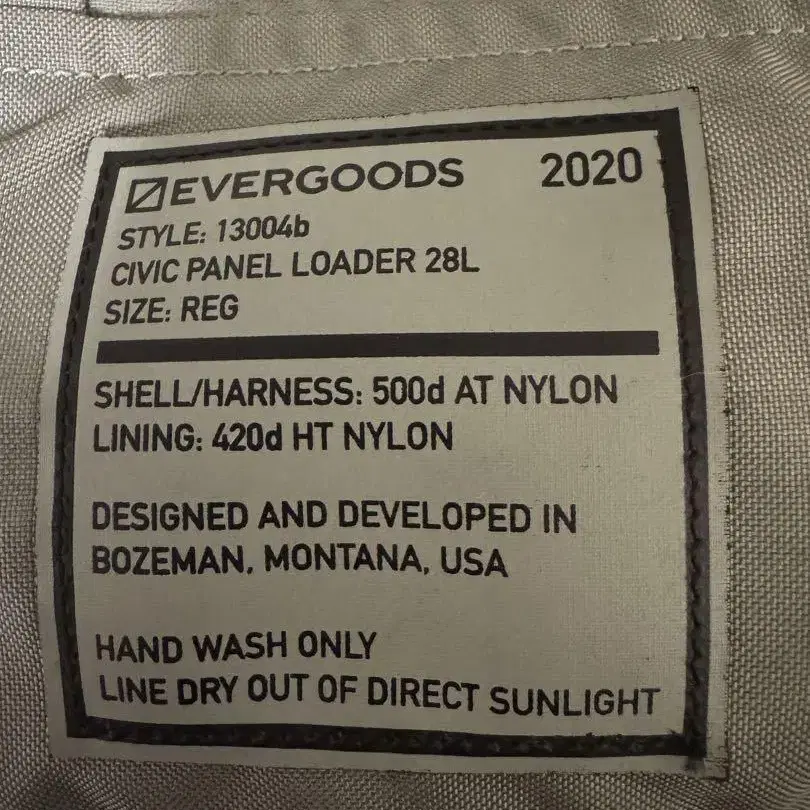 EVERGOODS 2020
STYLE: 13004b
CIVIC PANEL LOADER 28L
SIZE: REG
SHELL/HARNESS: 500d AT NYLON
LINING: 420d HT NYLON
DESIGNED AND DEVELOPED IN
BOZEMAN, MONTANA, USA
HAND WASH ONLY
LINE DRY OUT OF DIRECT SUNLIGHT